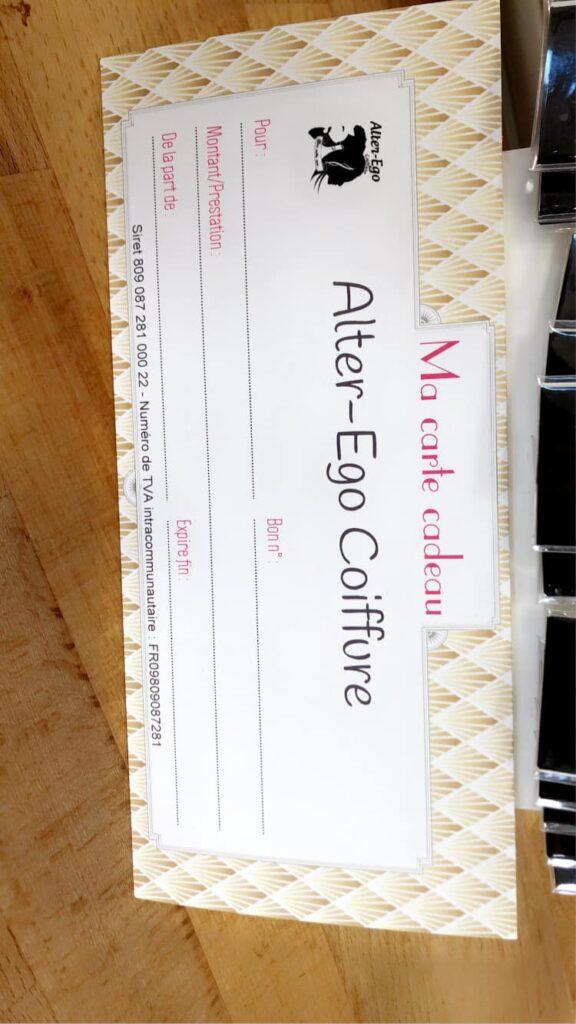 Ma carte cadeau
Alter-Ego
Alter-Ego Coiffure
Pour :
Bon n° :
Montant/Prestation :
De la part de :
Expire fin :
Siret 809 087 281 000 22 - Numéro de TVA intracommunautaire : FR09809087281